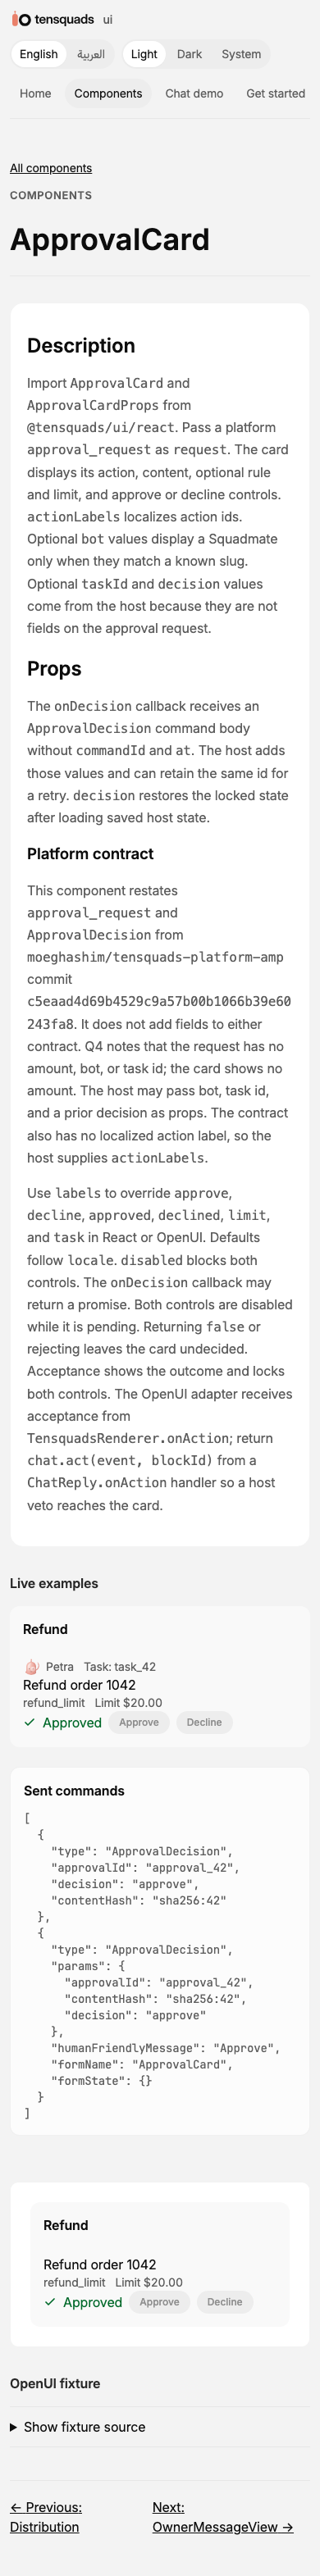 tensquads ui
English العربية Light Dark System
Home Components Chat demo Get started
All components
COMPONENTS
ApprovalCard
Description
Import ApprovalCard and
ApprovalCardProps from
@tensquads/ui/react. Pass a platform
approval_request as request. The card
displays its action, content, optional rule
and limit, and approve or decline controls.
actionLabels localizes action ids.
Optional bot values display a Squadmate
only when they match a known slug.
Optional taskId and decision values
come from the host because they are not
fields on the approval request.
Props
The onDecision callback receives an
ApprovalDecision command body
without commandId and at. The host adds
those values and can retain the same id for
a retry. decision restores the locked state
after loading saved host state.
Platform contract
This component restates
approval_request and
ApprovalDecision from
moeghashim/tensquads-platform-amp
commit
c5eaad4d69b4529c9a57b00b1066b39e60
243fa8. It does not add fields to either
contract. Q4 notes that the request has no
amount, bot, or task id; the card shows no
amount. The host may pass bot, task id,
and a prior decision as props. The contract
also has no localized action label, so the
host supplies actionLabels.
Use labels to override approve,
decline, approved, declined, limit,
and task in React or OpenUI. Defaults
follow locale. disabled blocks both
controls. The onDecision callback may
return a promise. Both controls are disabled
while it is pending. Returning false or
rejecting leaves the card undecided.
Acceptance shows the outcome and locks
both controls. The OpenUI adapter receives
acceptance from
TensquadsRenderer.onAction; return
chat.act(event, blockId) from a
ChatReply.onAction handler so a host
veto reaches the card.
Live examples
Refund
Petra Task: task_42
Refund order 1042
refund_limit Limit $20.00
✓ Approved Approve Decline
Sent commands
[
{
"type": "ApprovalDecision",
"approvalId": "approval_42",
"decision": "approve",
"contentHash": "sha256:42"
},
{
"type": "ApprovalDecision",
"params": {
"approvalId": "approval_42",
"contentHash": "sha256:42",
"decision": "approve"
},
"humanFriendlyMessage": "Approve",
"formName": "ApprovalCard",
"formState": {}
}
]
Refund
Refund order 1042
refund_limit Limit $20.00
✓ Approved Approve Decline
OpenUI fixture
▶ Show fixture source
← Previous: Next:
Distribution OwnerMessageView →